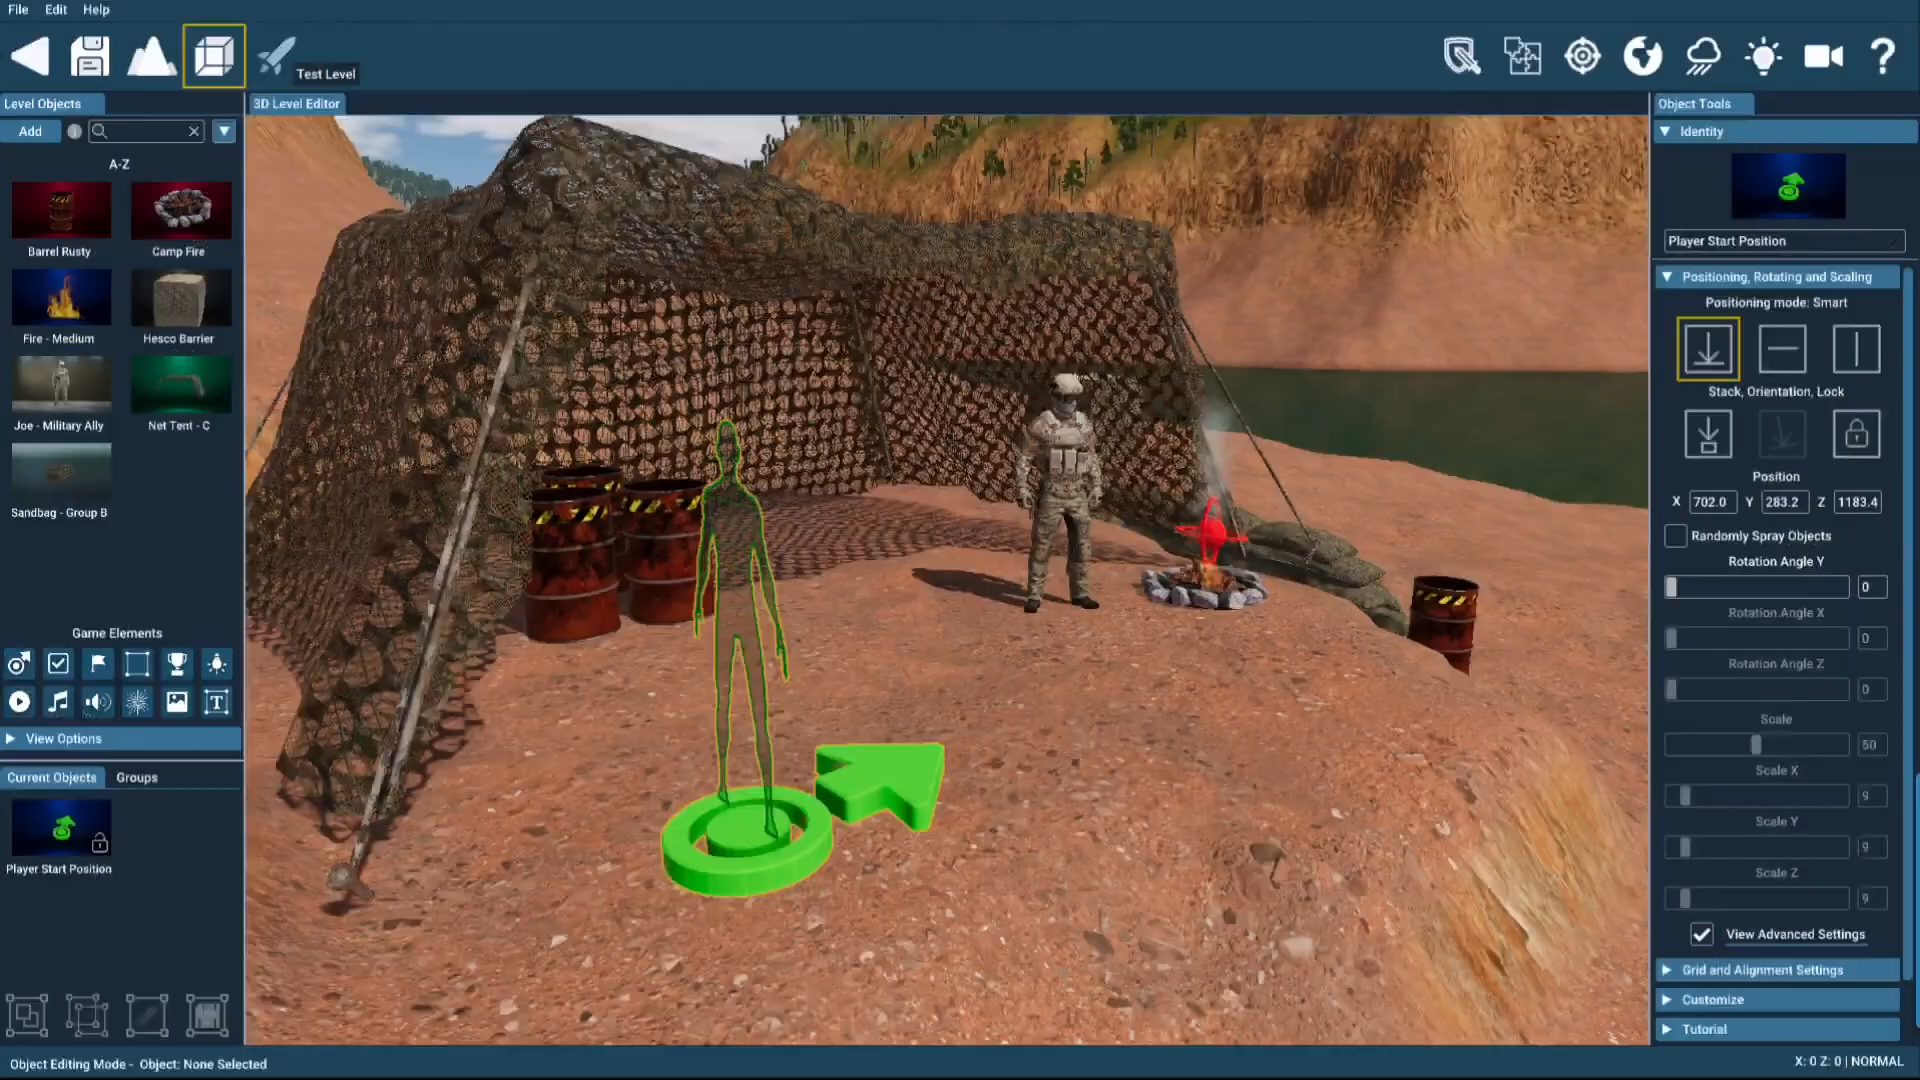 File Edit Help
Test Level
Level Objects
Add
A-Z
Barrel Rusty
Camp Fire
Fire - Medium
Hesco Barrier
Joe - Military Ally
Net Tent - C
Sandbag - Group B
Game Elements
T
View Options
Current Objects Groups
Player Start Position
3D Level Editor
Object Tools
Identity
Player Start Position
Positioning, Rotating and Scaling
Positioning mode: Smart
Stack, Orientation, Lock
Position
X 702.0 Y 283.2 Z 1183.4
Randomly Spray Objects
Rotation Angle Y
0
Rotation Angle X
0
Rotation Angle Z
0
Scale
50
Scale X
9
Scale Y
9
Scale Z
9
View Advanced Settings
Grid and Alignment Settings
Customize
Tutorial
Object Editing Mode - Object: None Selected
X: 0 Z: 0 | NORMAL